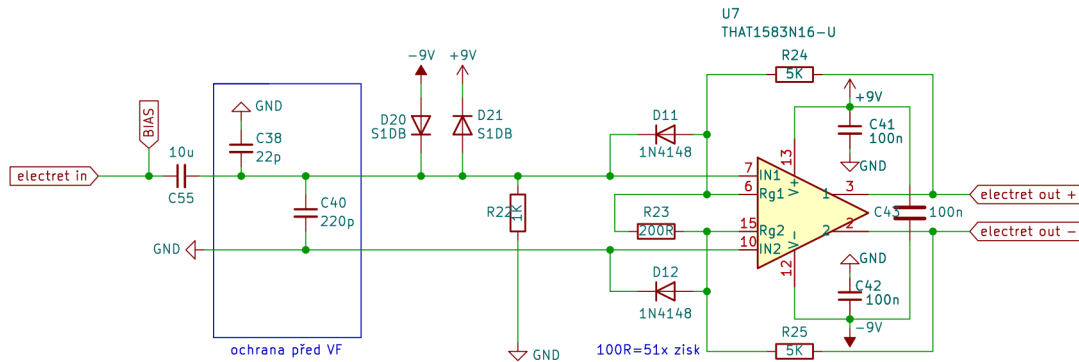 U7
THAT1583N16-U
R24
5K
-9V
+9V
+9V
GND
BIAS
D20
S1DB
D21
S1DB
D11
1N4148
C41
100n
C38
22p
10u
C55
electret in
GND
7
IN1
6
Rg1
13
V+
3
1
electret out +
C40
220p
R22
1K
R23
200R
15
Rg2
10
IN2
12
V-
2
2
C43
100n
electret out -
GND
D12
1N4148
GND
C42
100n
-9V
R25
5K
ochrana před VF
GND
100R=51x zisk